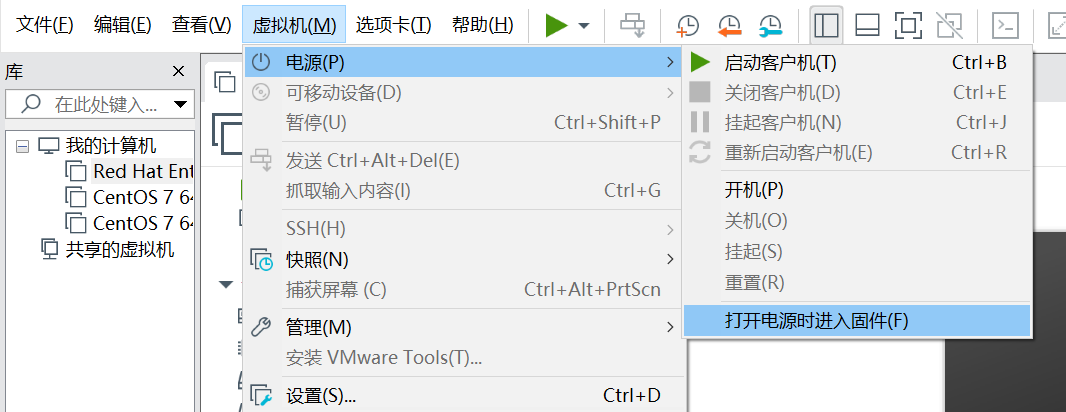 文件(F) 编辑(E) 查看(V) 虚拟机(M) 选项卡(T) 帮助(H)
库
在此处键入...
我的计算机
Red Hat Ent
CentOS 7 64
CentOS 7 64
共享的虚拟机
电源(P)
可移动设备(D)
暂停(U) Ctrl+Shift+P
发送 Ctrl+Alt+Del(E)
抓取输入内容(I) Ctrl+G
SSH(H)
快照(N)
捕获屏幕 (C) Ctrl+Alt+PrtScn
管理(M)
安装 VMware Tools(T)...
设置(S)... Ctrl+D
启动客户机(T) Ctrl+B
关闭客户机(D) Ctrl+E
挂起客户机(N) Ctrl+J
重新启动客户机(E) Ctrl+R
开机(P)
关机(O)
挂起(S)
重置(R)
打开电源时进入固件(F)